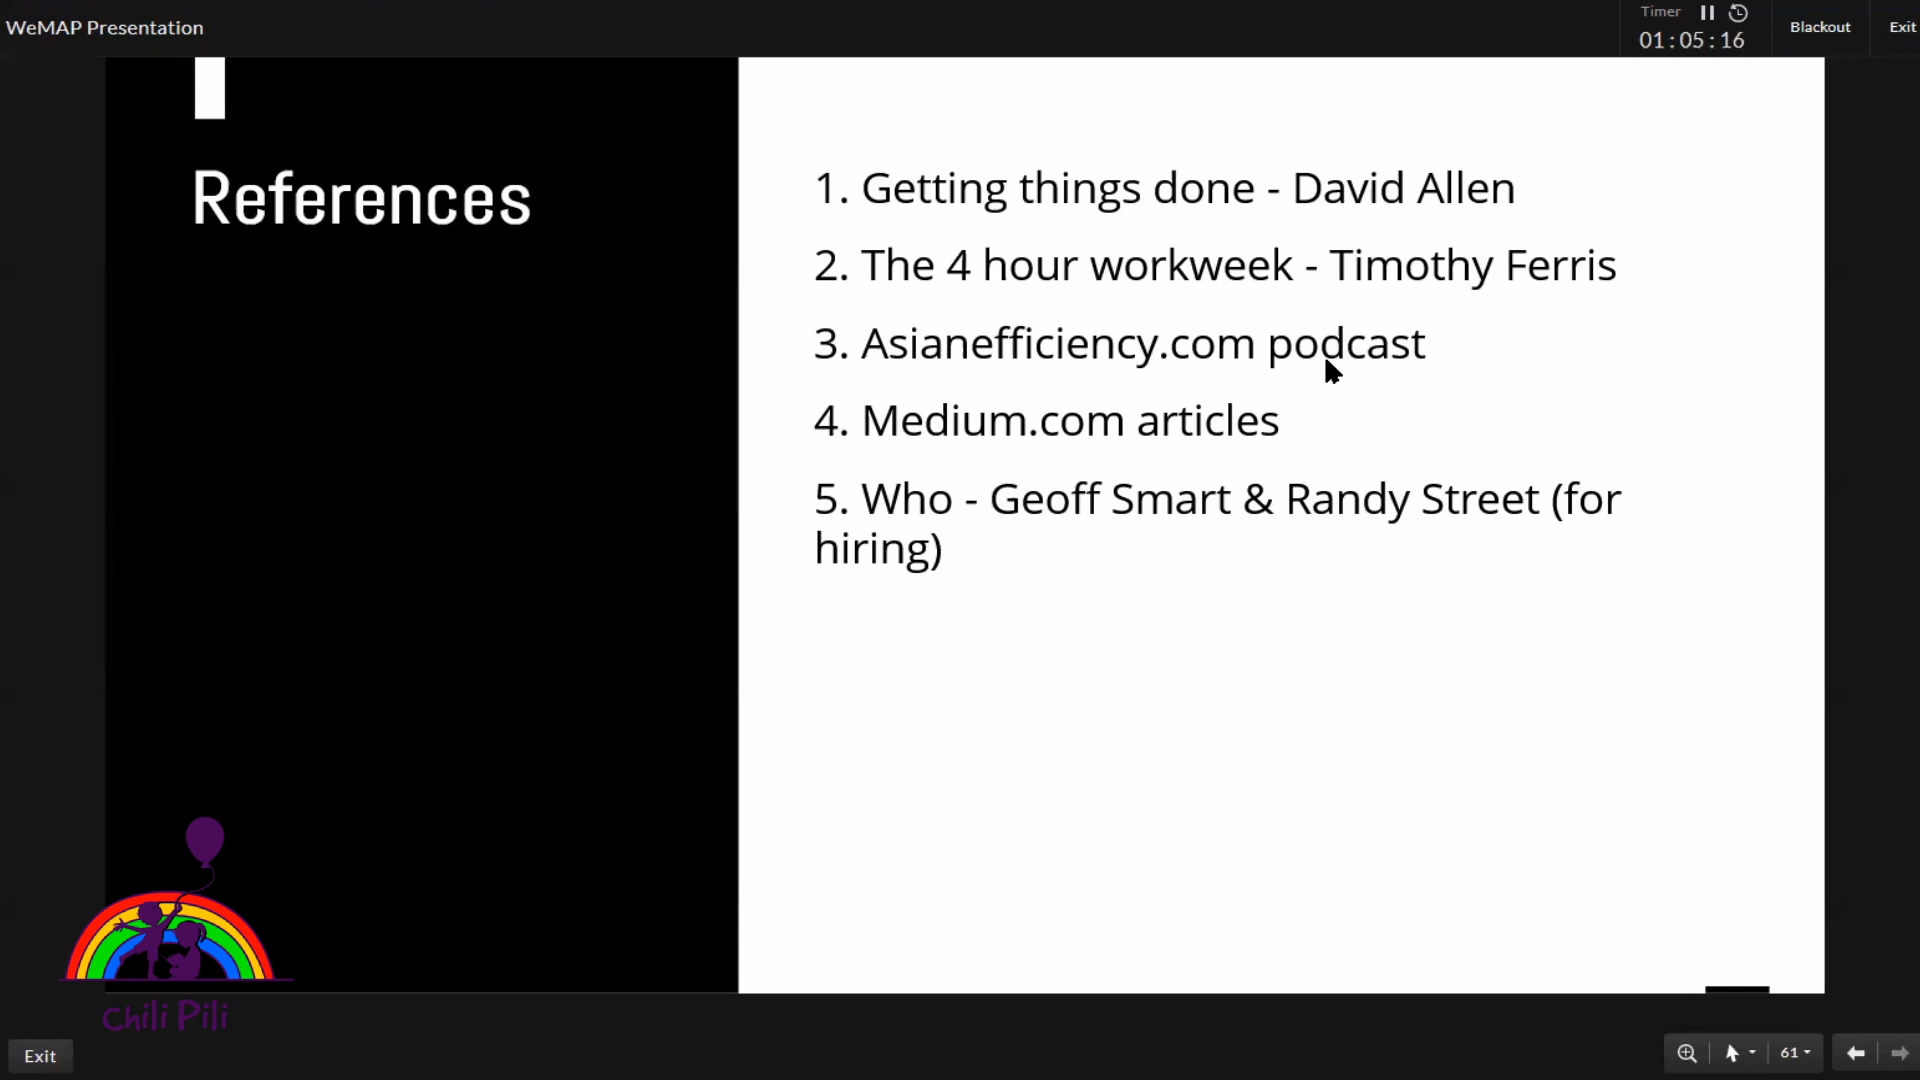 WeMAP Presentation
Timer
01:05:16
Blackout
Exit
References
1. Getting things done - David Allen
2. The 4 hour workweek - Timothy Ferris
3. Asianefficiency.com podcast
4. Medium.com articles
5. Who - Geoff Smart & Randy Street (for
hiring)
Chili Pili
Exit
61